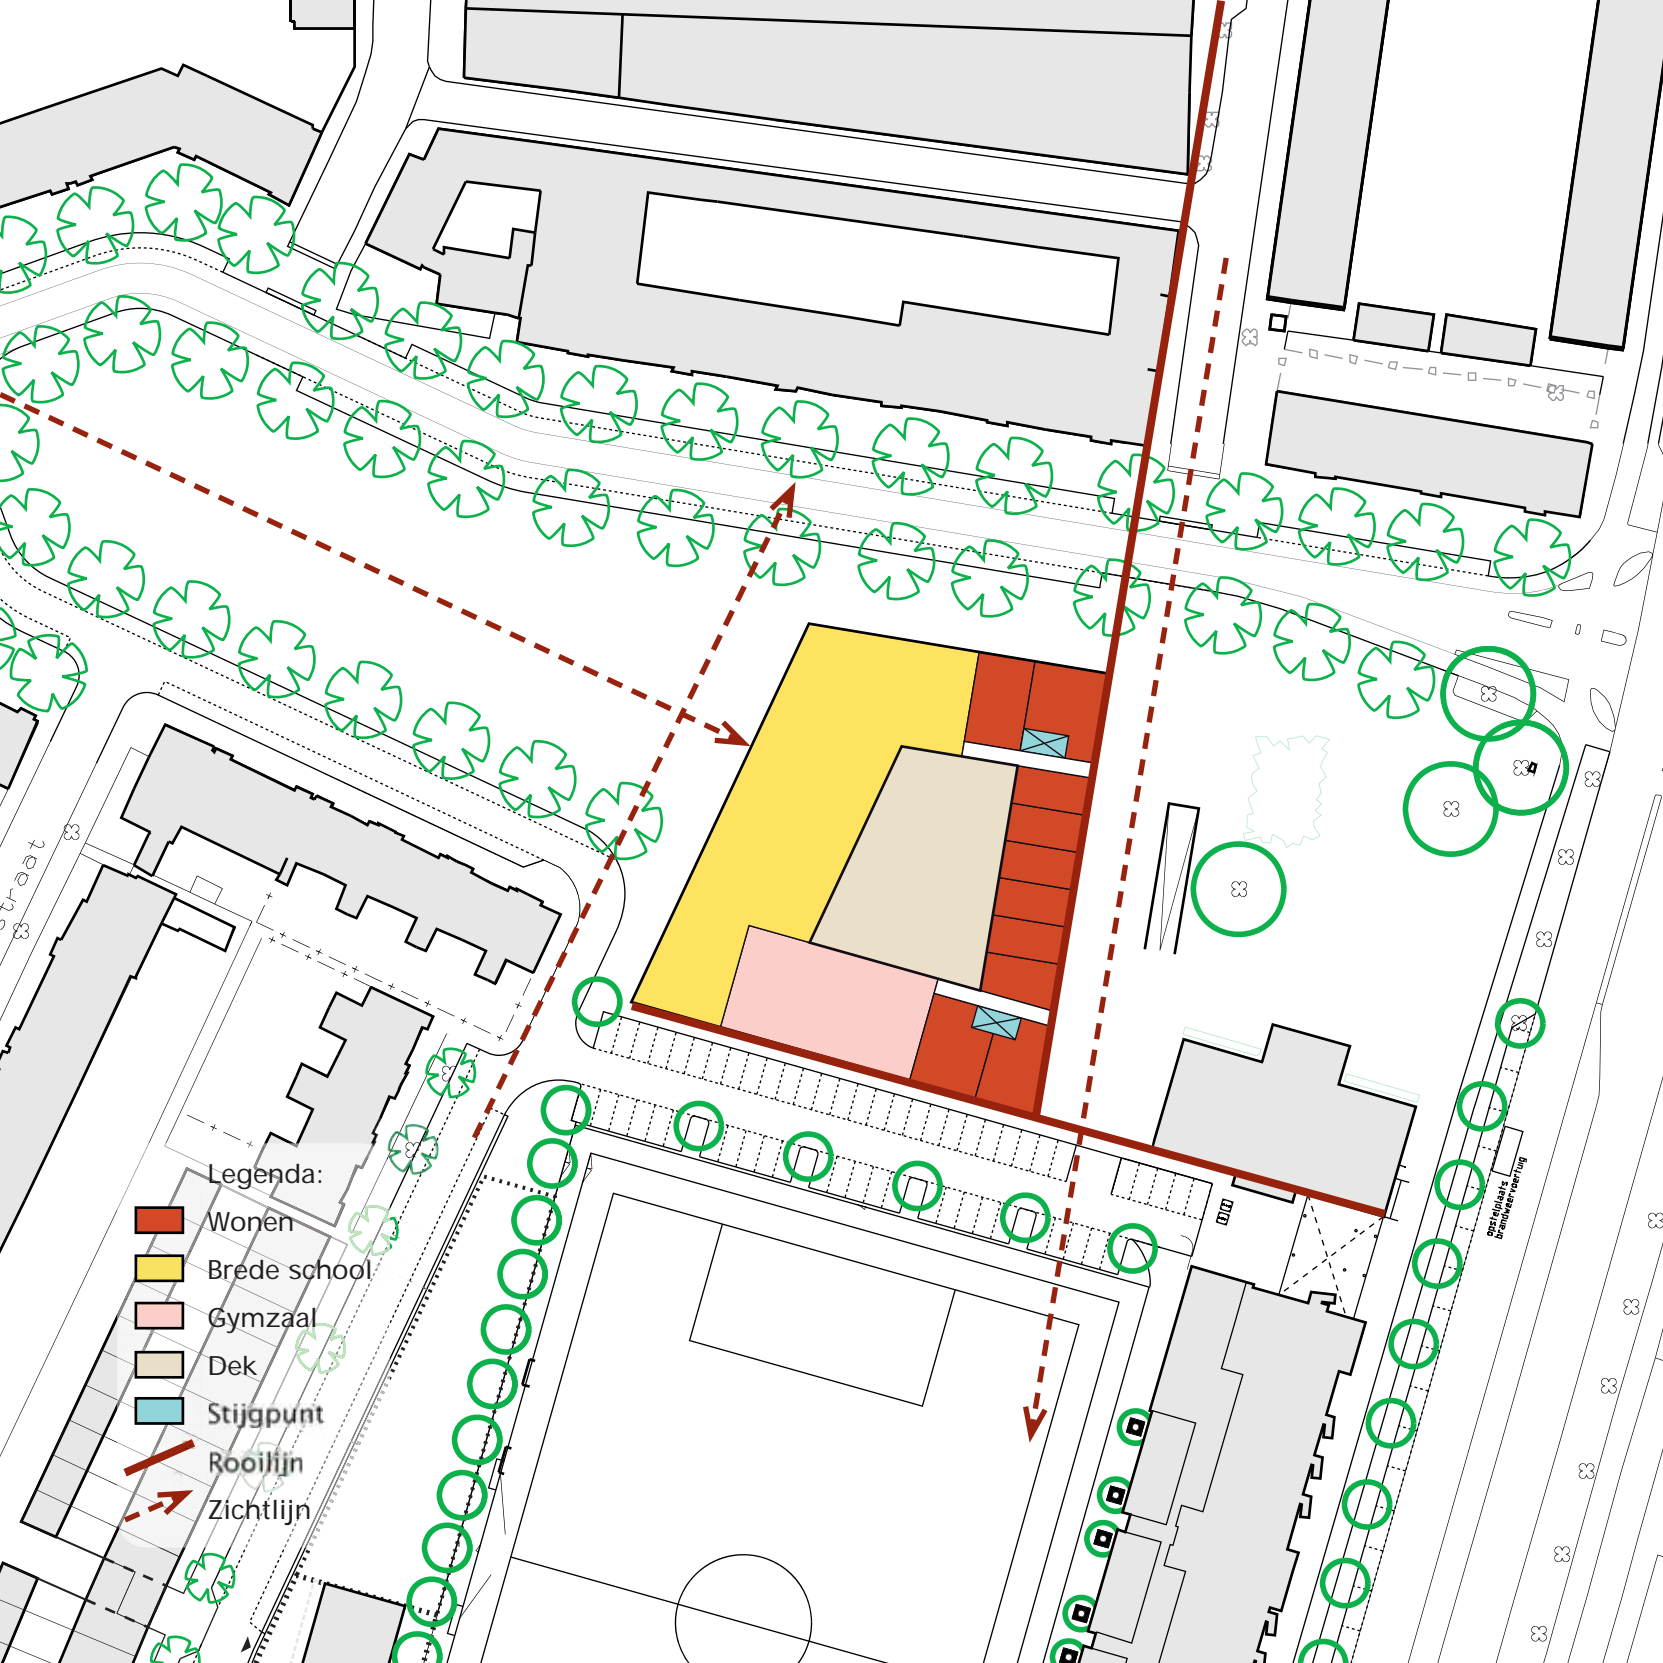 straat
Legenda:
Wonen
Brede school
Gymzaal
Dek
Stijgpunt
Rooilijn
Zichtlijn
opstelplaats
brandweervoertuig